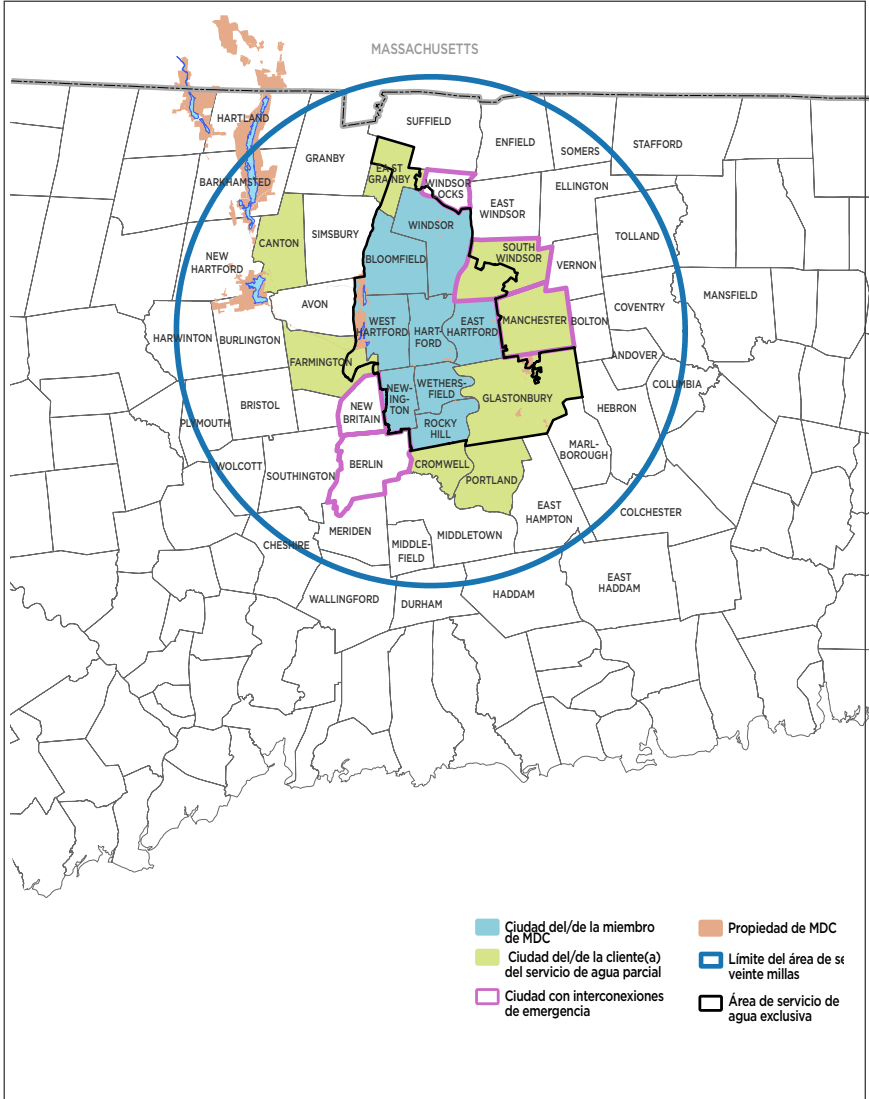 MASSACHUSETTS
HARTLAND
SUFFIELD
ENFIELD
SOMERS
STAFFORD
GRANBY
EAST
GRANBY
WINDSOR
LOCKS
BARKHAMSTED
ELLINGTON
EAST
WINDSOR
WINDSOR
CANTON
SIMSBURY
TOLLAND
NEW
HARTFORD
BLOOMFIELD
SOUTH
WINDSOR
VERNON
MANSFIELD
AVON
COVENTRY
WEST
HARTFORD
HART-
FORD
EAST
HARTFORD
MANCHESTER
BOLTON
HARWINTON
BURLINGTON
FARMINGTON
ANDOVER
COLUMBIA
NEW-
ING-
TON
WETHERS-
FIELD
GLASTONBURY
HEBRON
BRISTOL
NEW
BRITAIN
PLYMOUTH
ROCKY
HILL
MARL-
BOROUGH
WOLCOTT
SOUTHINGTON
BERLIN
CROMWELL
PORTLAND
EAST
HAMPTON
COLCHESTER
MERIDEN
MIDDLETOWN
CHESHIRE
MIDDLE-
FIELD
WALLINGFORD
DURHAM
HADDAM
EAST
HADDAM
Ciudad del/de la miembro
de MDC
Ciudad del/de la cliente(a)
del servicio de agua parcial
Ciudad con interconexiones
de emergencia
Propiedad de MDC
Límite del área de se
veinte millas
Área de servicio de
agua exclusiva